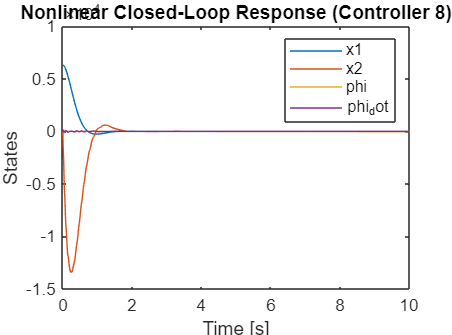 Nonlinear Closed-Loop Response (Controller 8)
1
0.5
0
-0.5
-1
-1.5
States
0 2 4 6 8 10
Time [s]
x1
x2
phi
phi_dot